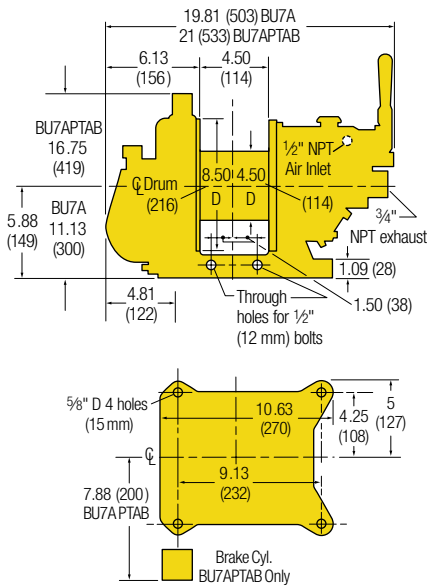 19.81 (503) BU7A
21 (533) BU7APTAB
6.13
(156)
4.50
(114)
BU7APTAB
16.75
(419)
½" NPT
Air Inlet
℄ Drum
8.50
(216)
D
4.50
D
(114)
5.88
(149)
BU7A
11.13
(300)
¾"
NPT exhaust
1.09 (28)
4.81
(122)
Through
holes for ½"
(12 mm) bolts
1.50 (38)
⅝" D 4 holes
(15 mm)
10.63
(270)
5
(127)
4.25
(108)
℄
9.13
(232)
7.88 (200)
BU7A PTAB
Brake Cyl.
BU7APTAB Only